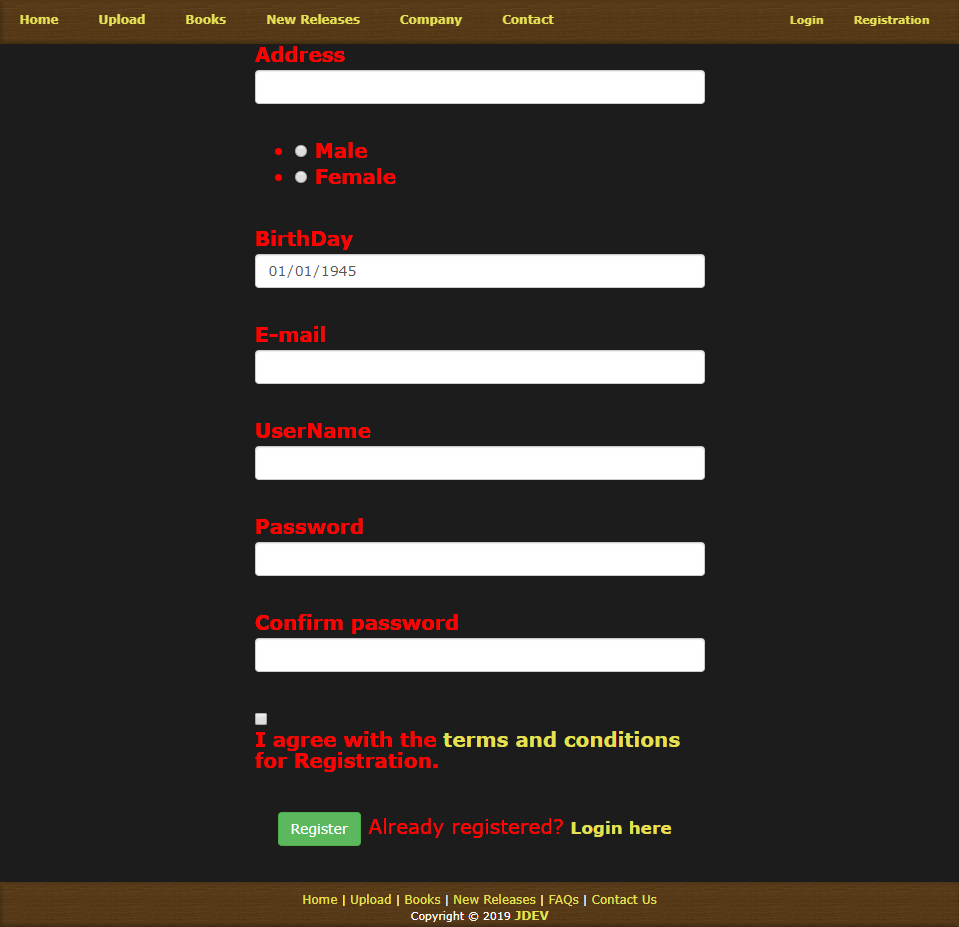 Home Upload Books New Releases Company Contact Login Registration
Address
Male
Female
BirthDay
01/01/1945
E-mail
UserName
Password
Confirm password
I agree with the terms and conditions
for Registration.
Register Already registered? Login here
Home | Upload | Books | New Releases | FAQs | Contact Us
Copyright © 2019 JDEV